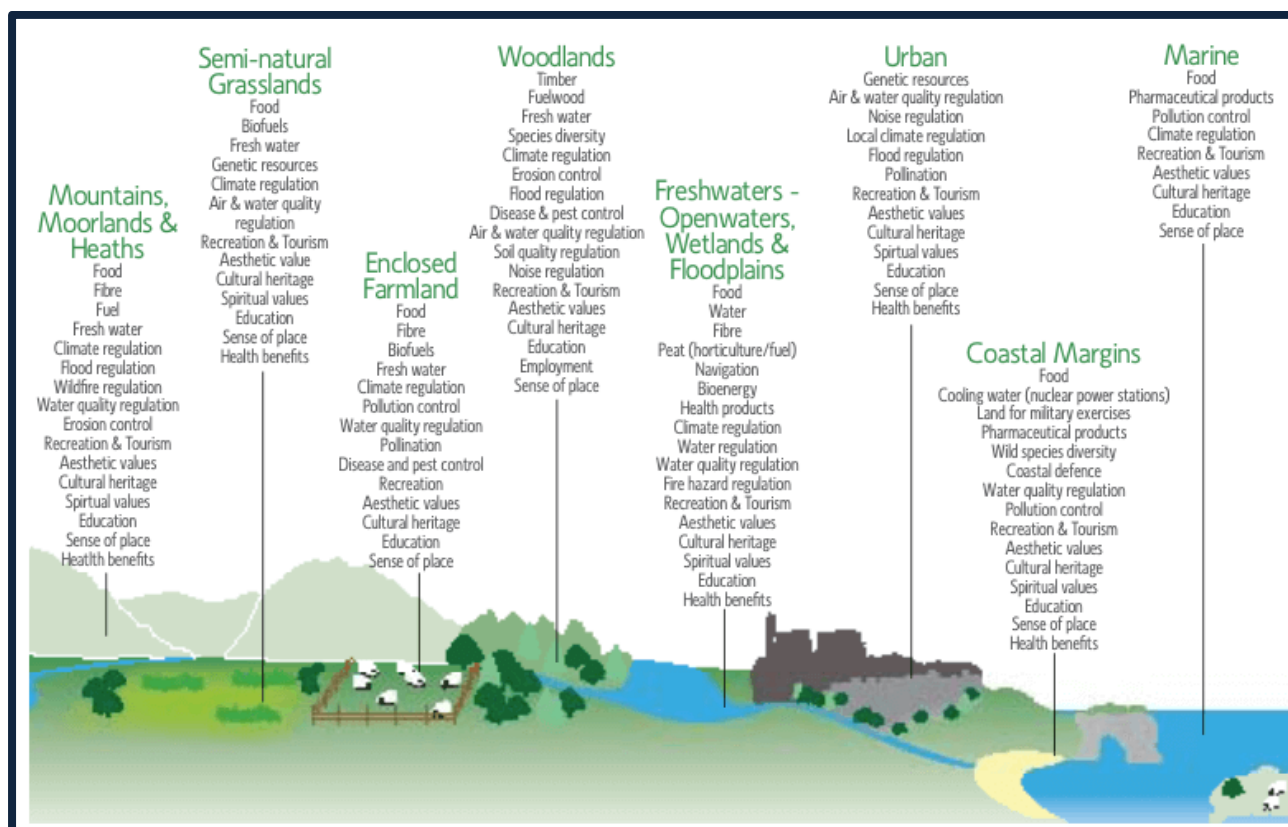 Semi-natural
Grasslands
Food
Biofuels
Fresh water
Genetic resources
Climate regulation
Air & water quality
regulation
Recreation & Tourism
Aesthetic value
Cultural heritage
Spiritual values
Education
Sense of place
Health benefits
Woodlands
Timber
Fuelwood
Fresh water
Species diversity
Climate regulation
Erosion control
Flood regulation
Disease & pest control
Air & water quality regulation
Soil quality regulation
Noise regulation
Recreation & Tourism
Aesthetic values
Cultural heritage
Education
Employment
Sense of place
Urban
Genetic resources
Air & water quality regulation
Noise regulation
Local climate regulation
Flood regulation
Pollination
Recreation & Tourism
Aesthetic values
Cultural heritage
Spirtual values
Education
Sense of place
Health benefits
Marine
Food
Pharmaceutical products
Pollution control
Climate regulation
Recreation & Tourism
Aesthetic values
Cultural heritage
Education
Sense of place
Mountains,
Moorlands &
Heaths
Food
Fibre
Fuel
Fresh water
Climate regulation
Flood regulation
Wildfire regulation
Water quality regulation
Erosion control
Recreation & Tourism
Aesthetic values
Cultural heritage
Spirtual values
Education
Sense of place
Heatlth benefits
Enclosed
Farmland
Food
Fibre
Biofuels
Fresh water
Climate regulation
Pollution control
Water quality regulation
Pollination
Disease and pest control
Recreation
Aesthetic values
Cultural heritage
Education
Sense of place
Freshwaters -
Openwaters,
Wetlands &
Floodplains
Food
Water
Fibre
Peat (horticulture/fuel)
Navigation
Bioenergy
Health products
Climate regulation
Water regulation
Water quality regulation
Fire hazard regulation
Recreation & Tourism
Aesthetic values
Cultural heritage
Spiritual values
Education
Health benefits
Coastal Margins
Food
Cooling water (nuclear power stations)
Land for military exercises
Pharmaceutical products
Wild species diversity
Coastal defence
Water quality regulation
Pollution control
Recreation & Tourism
Aesthetic values
Cultural heritage
Spiritual values
Education
Sense of place
Health benefits